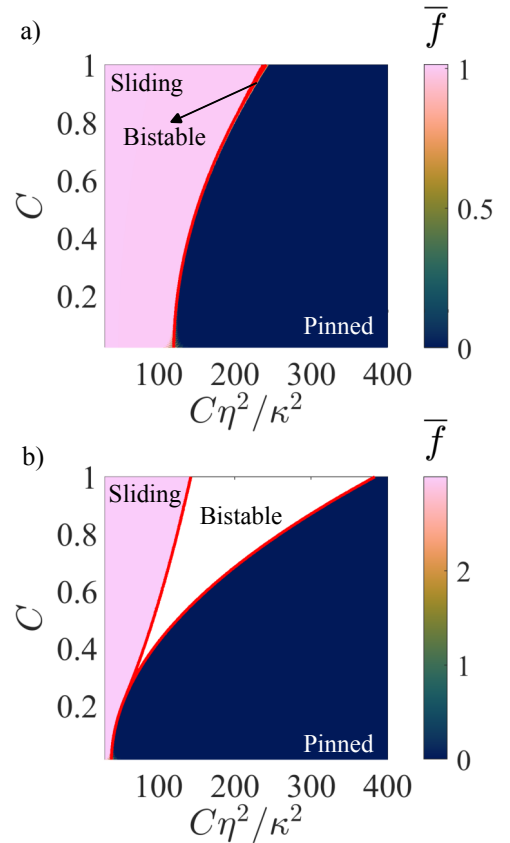 a)
f̅
1
Sliding
1
0.8
Bistable
0.6
C
0.5
0.4
0.2
Pinned
0
100 200 300 400
Cη²/κ²
b)
f̅
1
Sliding
Bistable
0.8
2
0.6
C
0.4
1
0.2
Pinned
0
100 200 300 400
Cη²/κ²